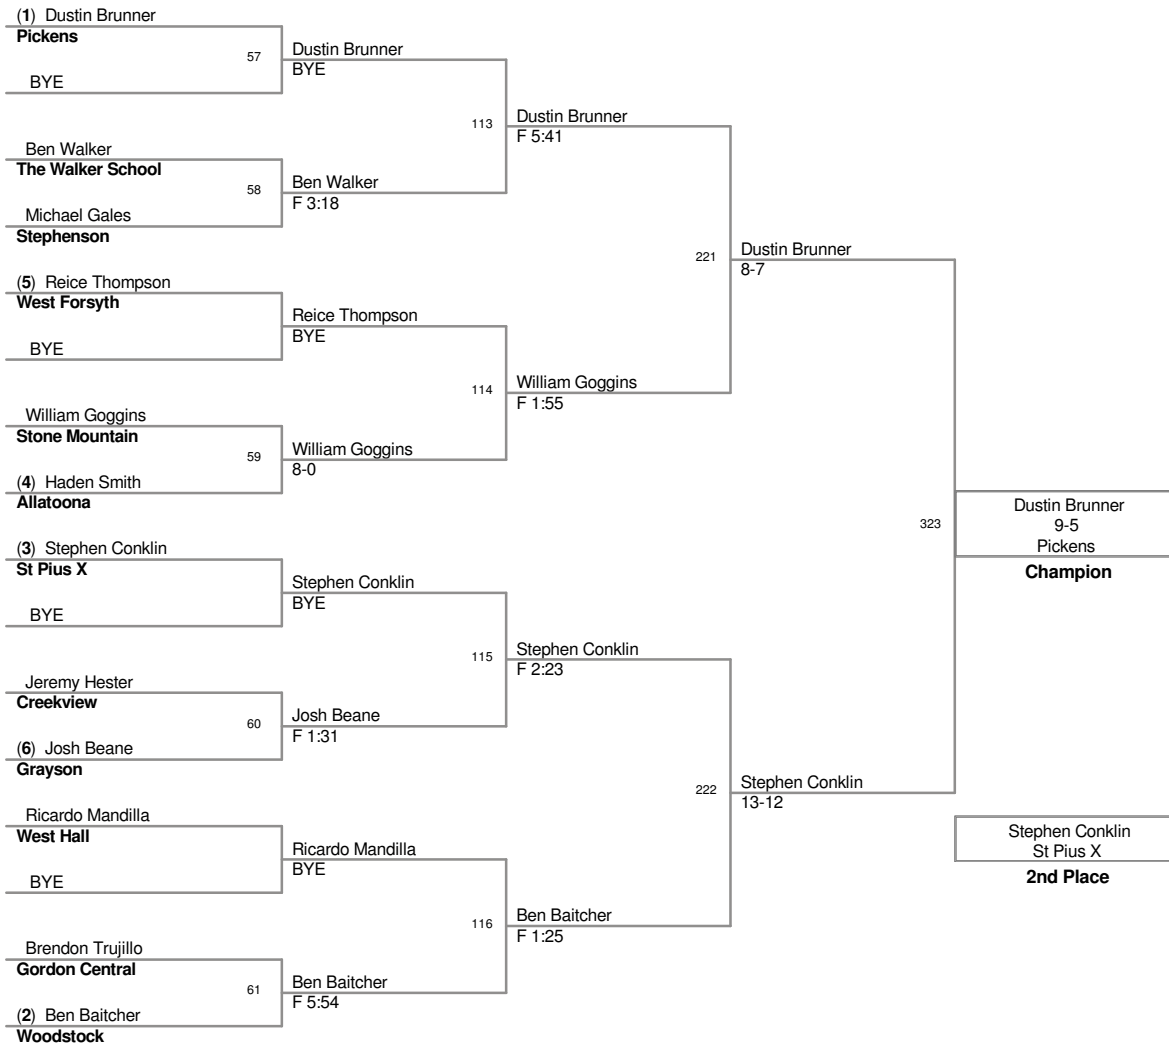 (1) Dustin Brunner
Pickens
57
BYE
Dustin Brunner
BYE
113
Ben Walker
The Walker School
58
Michael Gales
Stephenson
Ben Walker
F 3:18
Dustin Brunner
F 5:41
221
(5) Reice Thompson
West Forsyth
BYE
Reice Thompson
BYE
114
William Goggins
Stone Mountain
59
(4) Haden Smith
Allatoona
William Goggins
8-0
William Goggins
F 1:55
Dustin Brunner
8-7
323
(3) Stephen Conklin
St Pius X
BYE
Stephen Conklin
BYE
115
Jeremy Hester
Creekview
60
(6) Josh Beane
Grayson
Josh Beane
F 1:31
Stephen Conklin
F 2:23
222
Ricardo Mandilla
West Hall
BYE
Ricardo Mandilla
BYE
116
Brendon Trujillo
Gordon Central
61
(2) Ben Baitcher
Woodstock
Ben Baitcher
F 5:54
Ben Baitcher
F 1:25
Stephen Conklin
13-12
Dustin Brunner
9-5
Pickens
Champion
Stephen Conklin
St Pius X
2nd Place